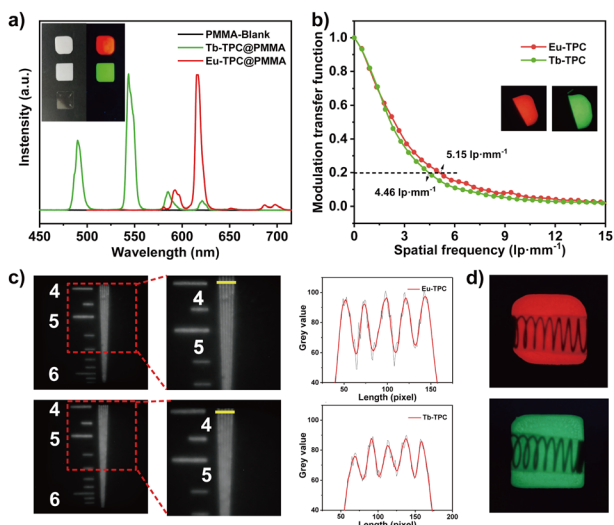 a)
PMMA-Blank
Tb-TPC@PMMA
Eu-TPC@PMMA
Intensity (a.u.)
450 500 550 600 650 700
Wavelength (nm)
b)
Eu-TPC
Tb-TPC
Modulation transfer function
1.0
0.8
0.6
0.4
0.2
0.0
5.15 lp·mm⁻¹
4.46 lp·mm⁻¹
0 3 6 9 12 15
Spatial frequency (lp·mm⁻¹)
c)
4
5
6
4
5
Grey value
100
80
60
40
Eu-TPC
50 100 150
Length (pixel)
4
5
6
4
5
Grey value
100
80
60
40
Tb-TPC
50 100 150 200
Length (pixel)
d)